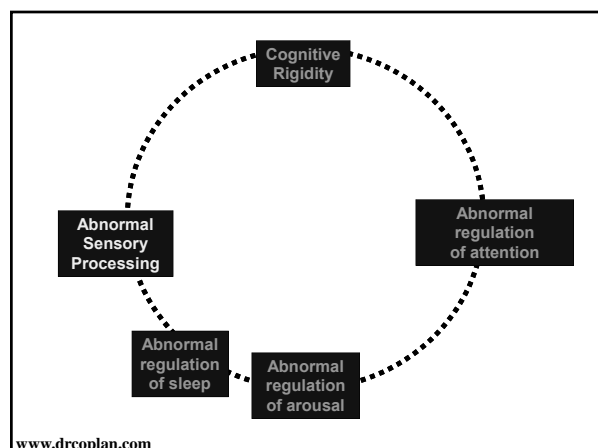 Cognitive
Rigidity
Abnormal
regulation
of attention
Abnormal
Sensory
Processing
Abnormal
regulation
of sleep
Abnormal
regulation
of arousal
www.drcoplan.com